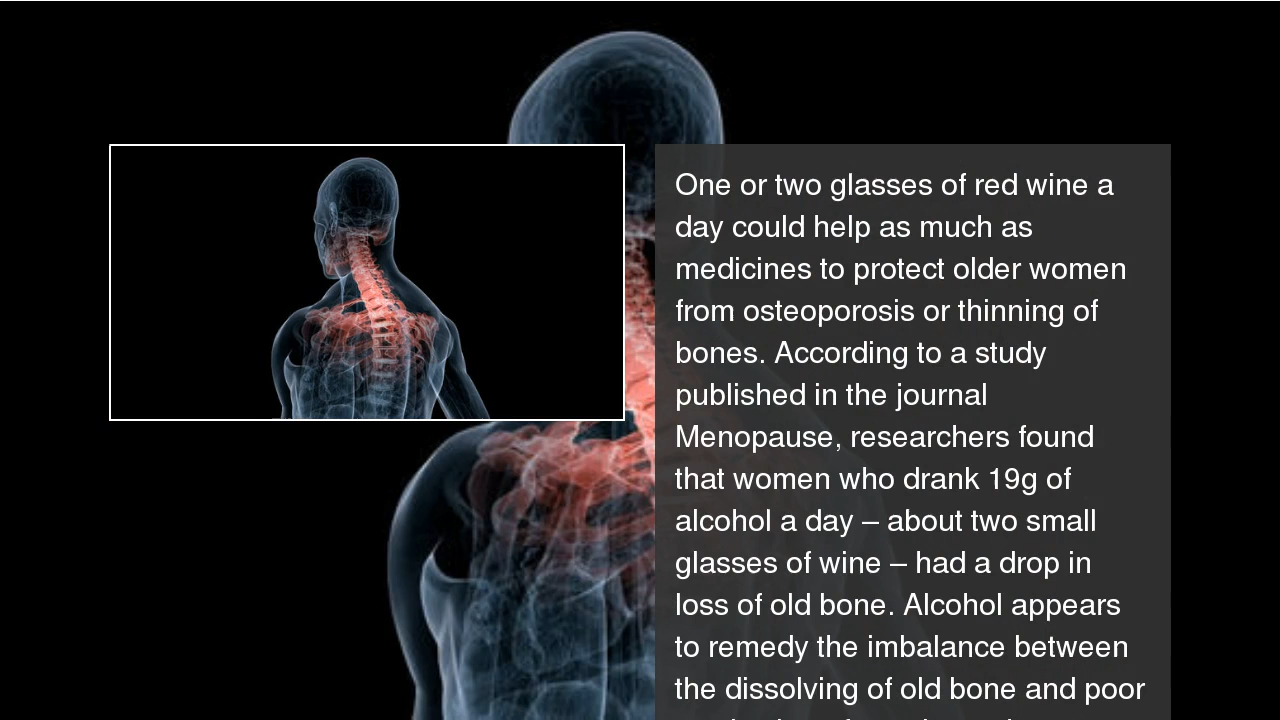 One or two glasses of red wine a
day could help as much as
medicines to protect older women
from osteoporosis or thinning of
bones. According to a study
published in the journal
Menopause, researchers found
that women who drank 19g of
alcohol a day – about two small
glasses of wine – had a drop in
loss of old bone. Alcohol appears
to remedy the imbalance between
the dissolving of old bone and poor